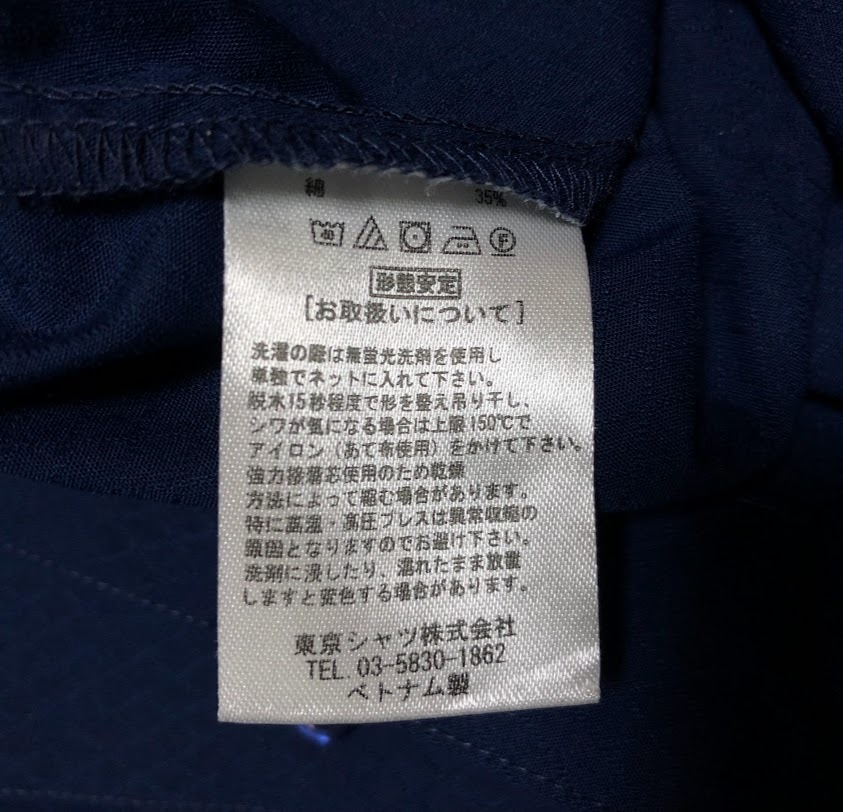 綿 35%
40 F
形態安定
[お取扱いについて]
洗濯の際は無蛍光洗剤を使用し
単独でネットに入れて下さい。
脱水15秒程度で形を整え吊り干し、
シワが気になる場合は上限150℃で
アイロン（あて布使用）をかけて下さい。
強力接着芯使用のため乾燥
方法によって縮む場合があります。
特に高温・高圧プレスは異常収縮の
原因となりますのでお避け下さい。
洗剤に浸したり、濡れたまま放置
しますと変色する場合があります。
東京シャツ株式会社
TEL. 03-5830-1862
ベトナム製